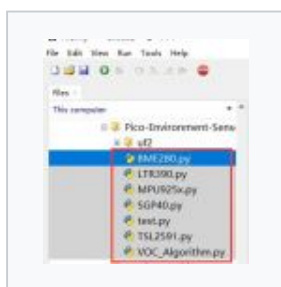 File Edit View Run Tools Help
Files
This computer
Pico-Environment-Sens
uf2
BME280.py
LTR390.py
MPU925x.py
SGP40.py
test.py
TSL2591.py
VOC_Algorithm.py